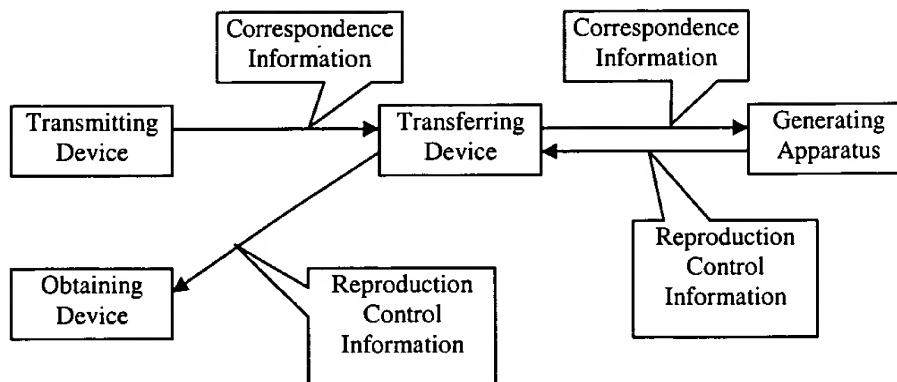 Correspondence
Information
Correspondence
Information
Transmitting
Device
Transferring
Device
Generating
Apparatus
Reproduction
Control
Information
Obtaining
Device
Reproduction
Control
Information